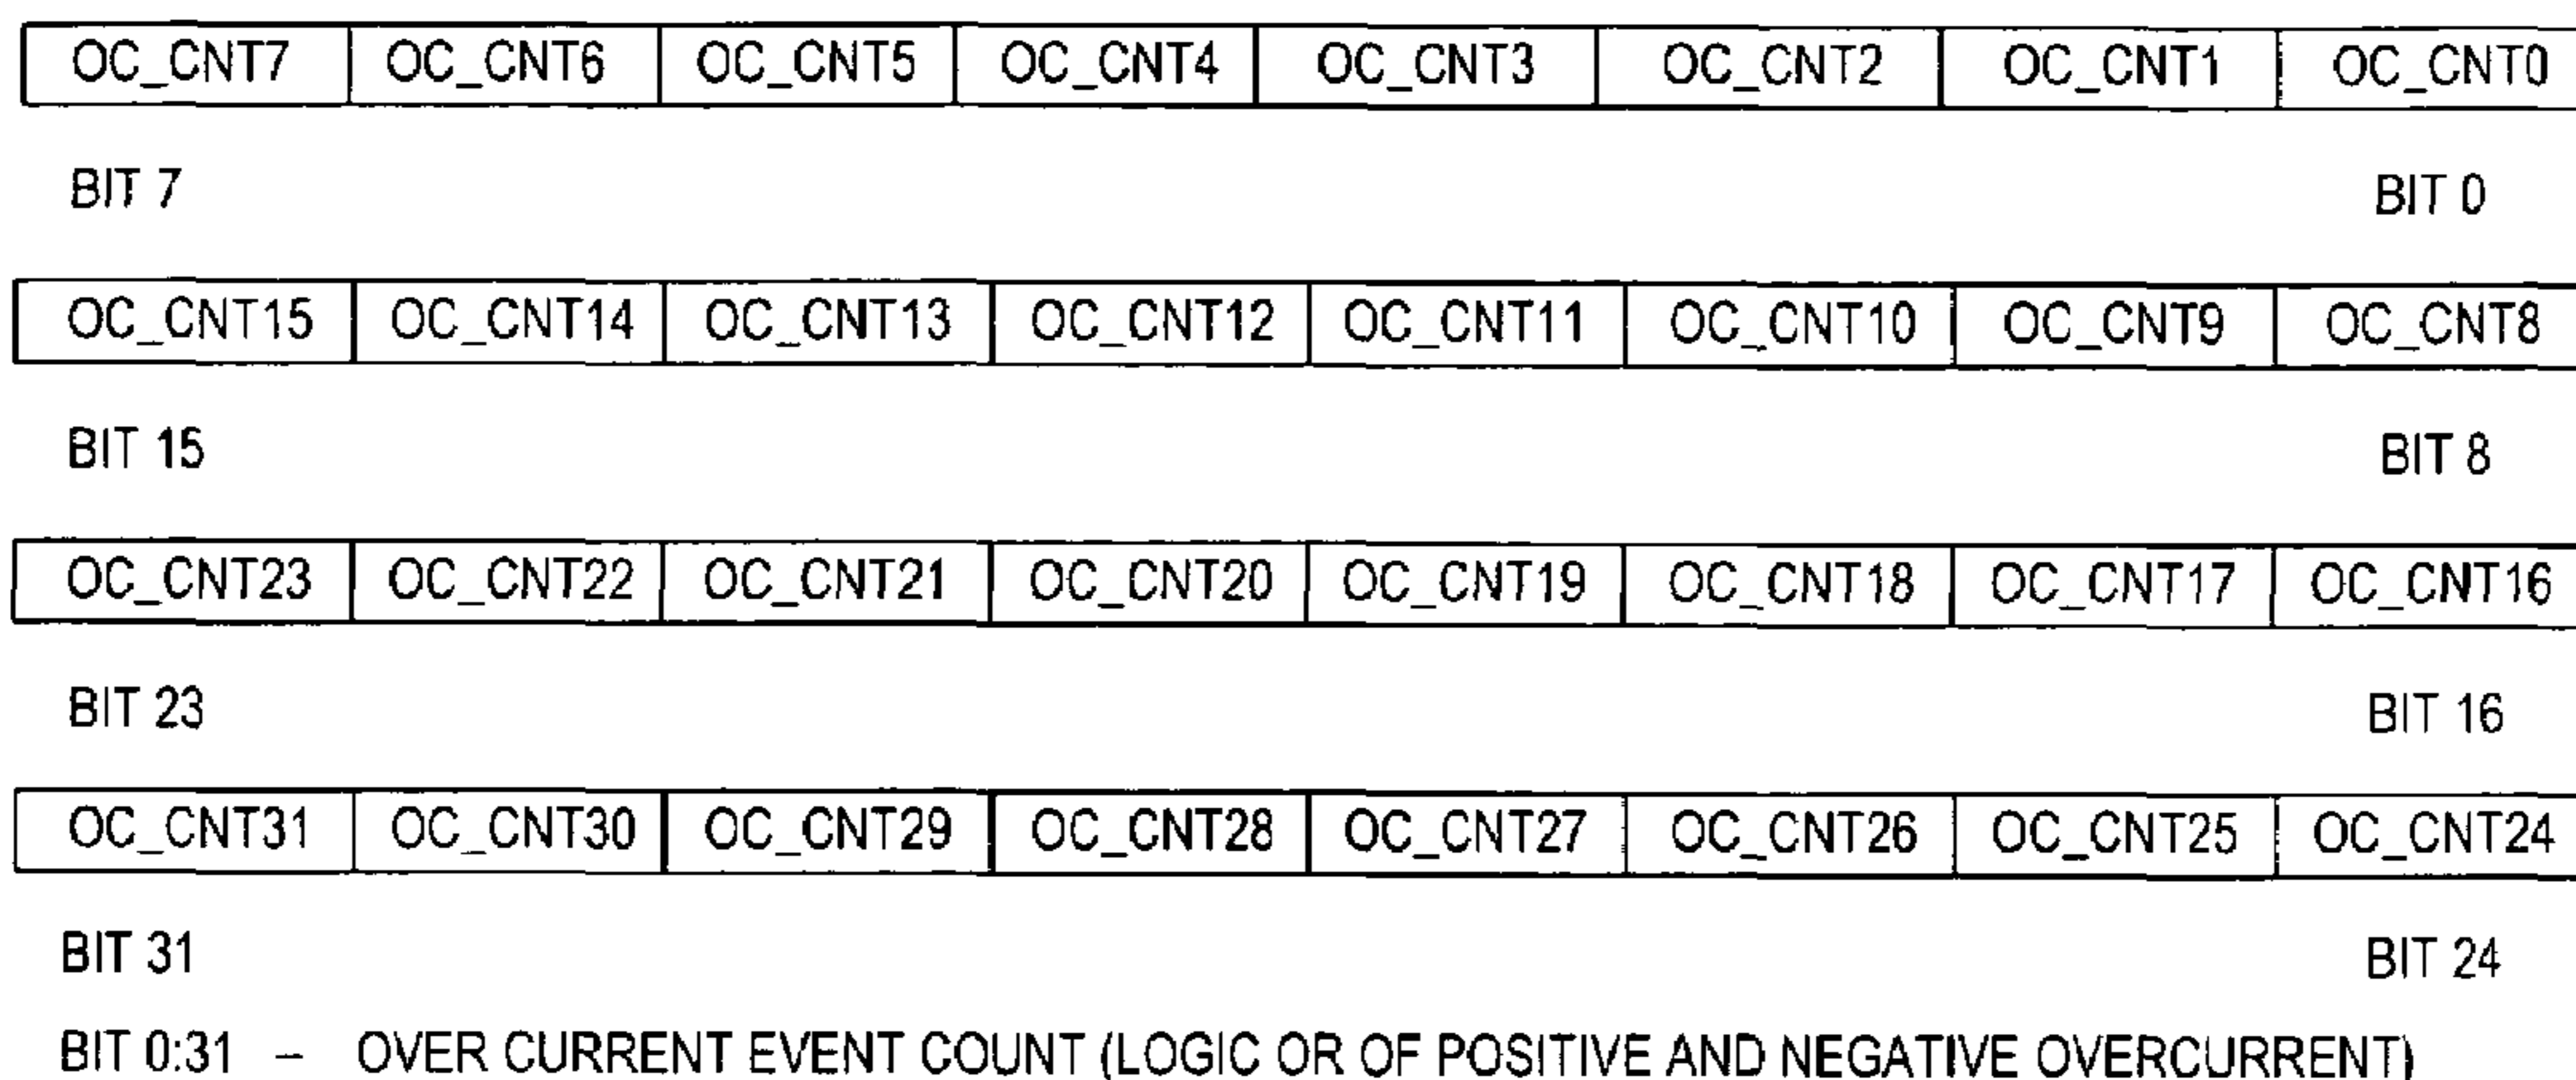 OC_CNT7 OC_CNT6 OC_CNT5 OC_CNT4 OC_CNT3 OC_CNT2 OC_CNT1 OC_CNT0
BIT 7 BIT 0
OC_CNT15 OC_CNT14 OC_CNT13 OC_CNT12 OC_CNT11 OC_CNT10 OC_CNT9 OC_CNT8
BIT 15 BIT 8
OC_CNT23 OC_CNT22 OC_CNT21 OC_CNT20 OC_CNT19 OC_CNT18 OC_CNT17 OC_CNT16
BIT 23 BIT 16
OC_CNT31 OC_CNT30 OC_CNT29 OC_CNT28 OC_CNT27 OC_CNT26 OC_CNT25 OC_CNT24
BIT 31 BIT 24
BIT 0:31 – OVER CURRENT EVENT COUNT (LOGIC OR OF POSITIVE AND NEGATIVE OVERCURRENT)